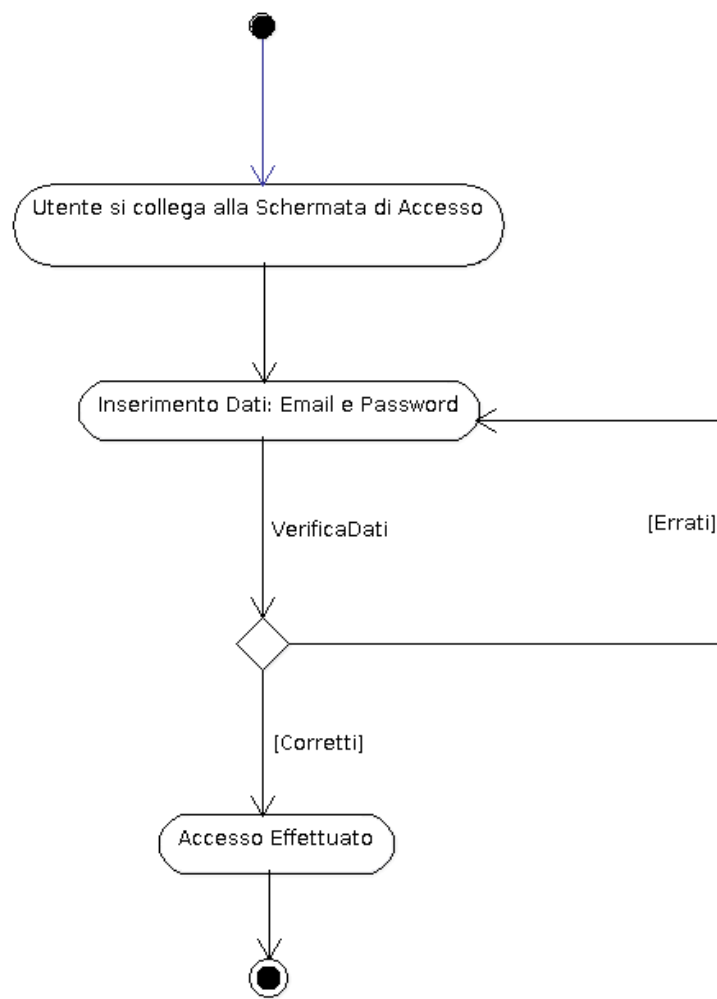 Utente si collega alla Schermata di Accesso
Inserimento Dati: Email e Password
VerificaDati
[Errati]
[Corretti]
Accesso Effettuato